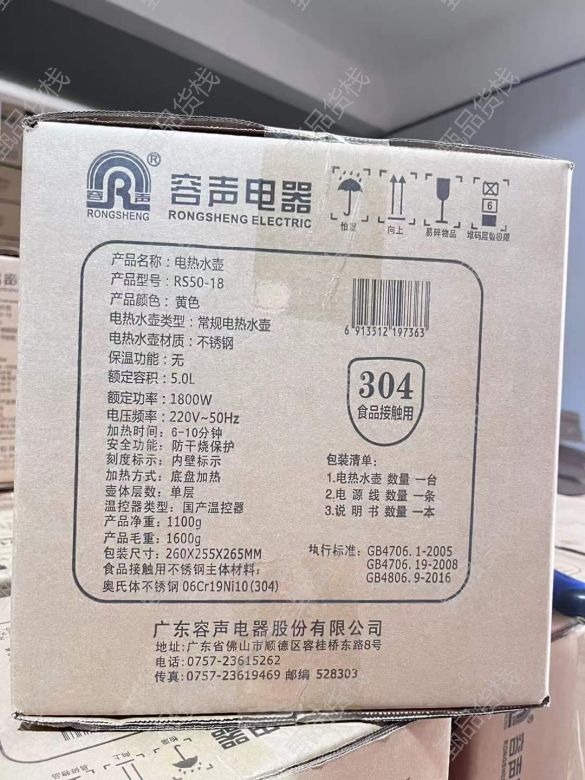 容声
RONGSHENG
®
容声电器
RONGSHENG ELECTRIC
怕湿
向上
易碎物品
6
堆码层数极限
产品名称：电热水壶
产品型号：RS50-18
产品颜色：黄色
电热水壶类型：常规电热水壶
电热水壶材质：不锈钢
保温功能：无
额定容积：5.0L
额定功率：1800W
电压频率：220V~50Hz
加热时间：6-10分钟
安全功能：防干烧保护
刻度标示：内壁标示
加热方式：底盘加热
壶体层数：单层
温控器类型：国产温控器
产品净重：1100g
产品毛重：1600g
包装尺寸：260X255X265MM
食品接触用不锈钢主体材料：
奥氏体不锈钢 06Cr19Ni10(304)
6 913512 197363
304
食品接触用
包装清单：
1.电热水壶 数量 一台
2.电源线 数量 一条
3.说明书 数量 一本
执行标准：GB4706.1-2005
GB4706.19-2008
GB4806.9-2016
广东容声电器股份有限公司
地址：广东省佛山市顺德区容桂桥东路8号
电话：0757-23615262
传真：0757-23619469 邮编 528303
容声电器
向上